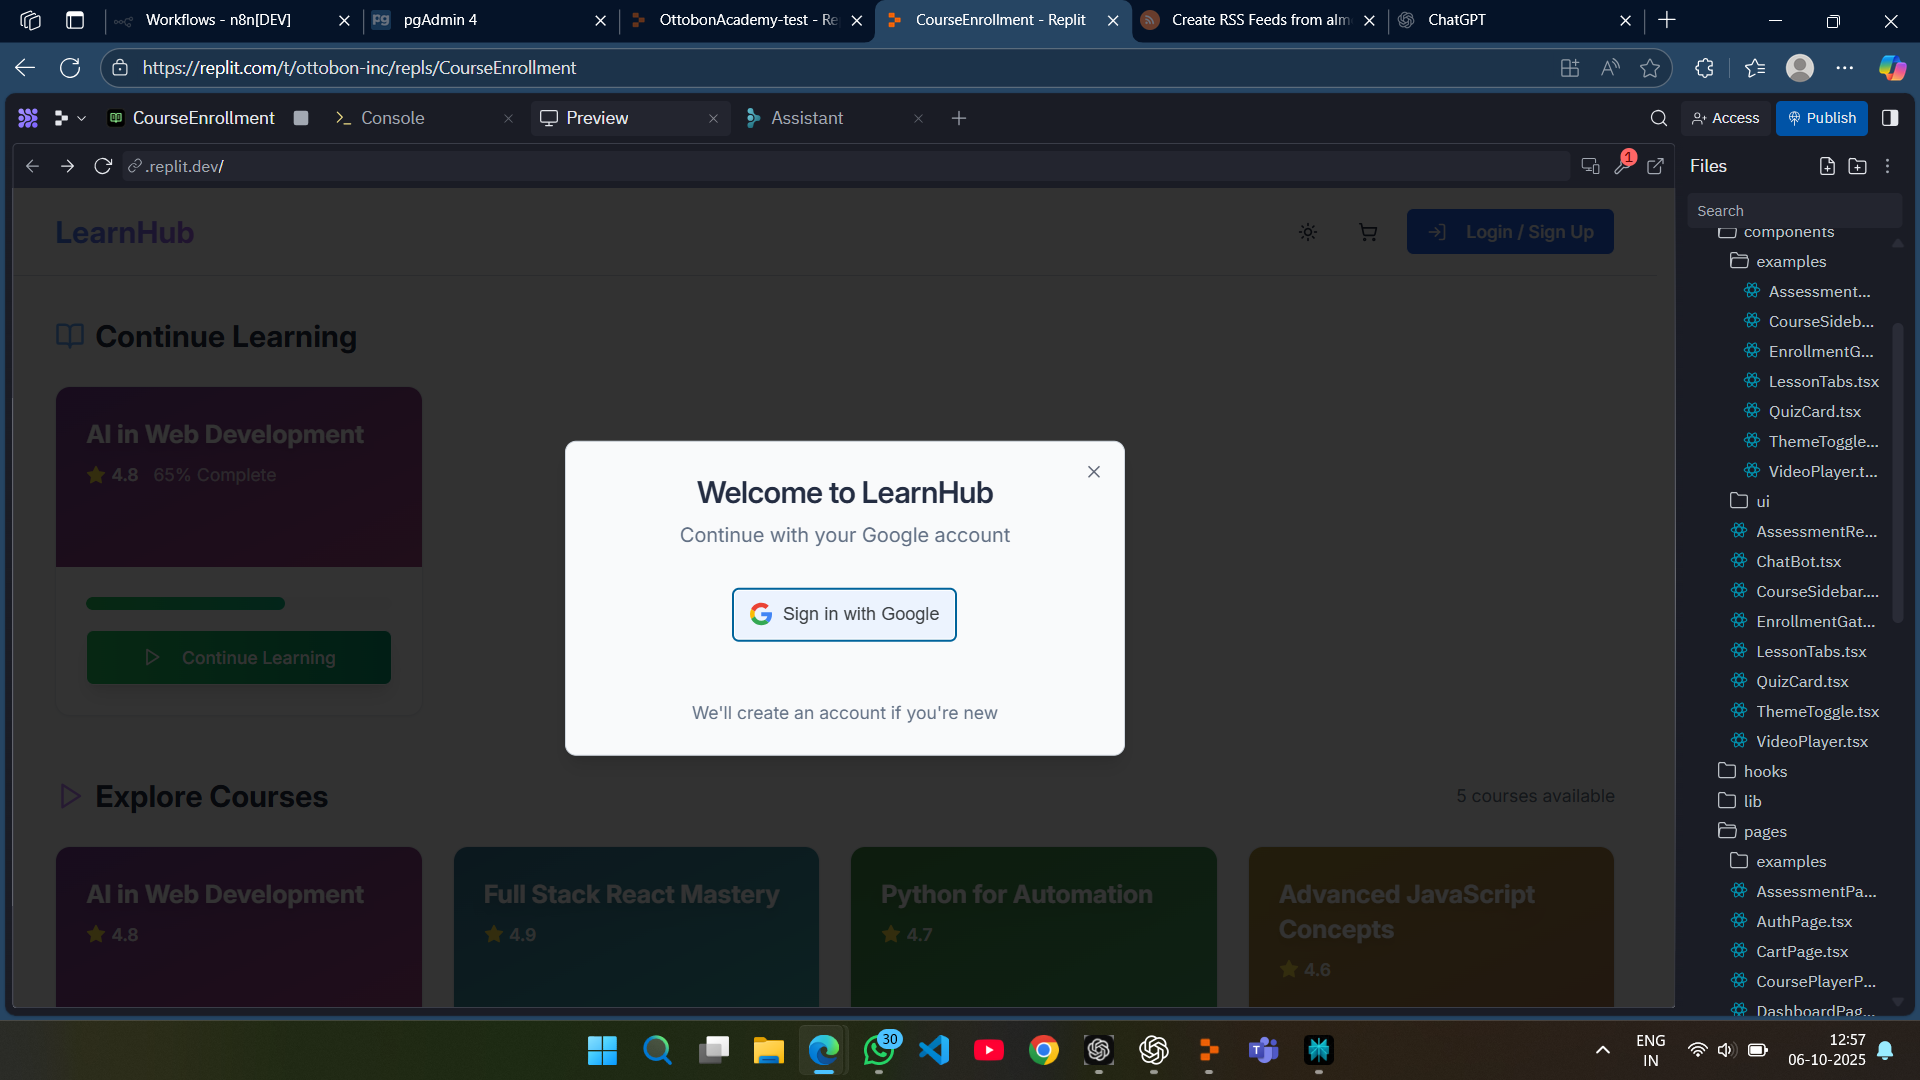 Workflows - n8n[DEV]
pgAdmin 4
OttobonAcademy-test - Re
CourseEnrollment - Replit
Create RSS Feeds from alm
ChatGPT
https://replit.com/t/ottobon-inc/repls/CourseEnrollment
CourseEnrollment
Console
Preview
Assistant
Access
Publish
.replit.dev/
1
Files
Search
LearnHub
Login / Sign Up
Continue Learning
AI in Web Development
4.8 65% Complete
Continue Learning
Welcome to LearnHub
Continue with your Google account
Sign in with Google
We'll create an account if you're new
Explore Courses
5 courses available
AI in Web Development
4.8
Full Stack React Mastery
4.9
Python for Automation
4.7
Advanced JavaScript
Concepts
4.6
components
examples
Assessment...
CourseSideb...
EnrollmentG...
LessonTabs.tsx
QuizCard.tsx
ThemeToggle...
VideoPlayer.t...
ui
AssessmentRe...
ChatBot.tsx
CourseSidebar....
EnrollmentGat...
LessonTabs.tsx
QuizCard.tsx
ThemeToggle.tsx
VideoPlayer.tsx
hooks
lib
pages
examples
AssessmentPa...
AuthPage.tsx
CartPage.tsx
CoursePlayerP...
DashboardPag...
30
ENG
IN
12:57
06-10-2025